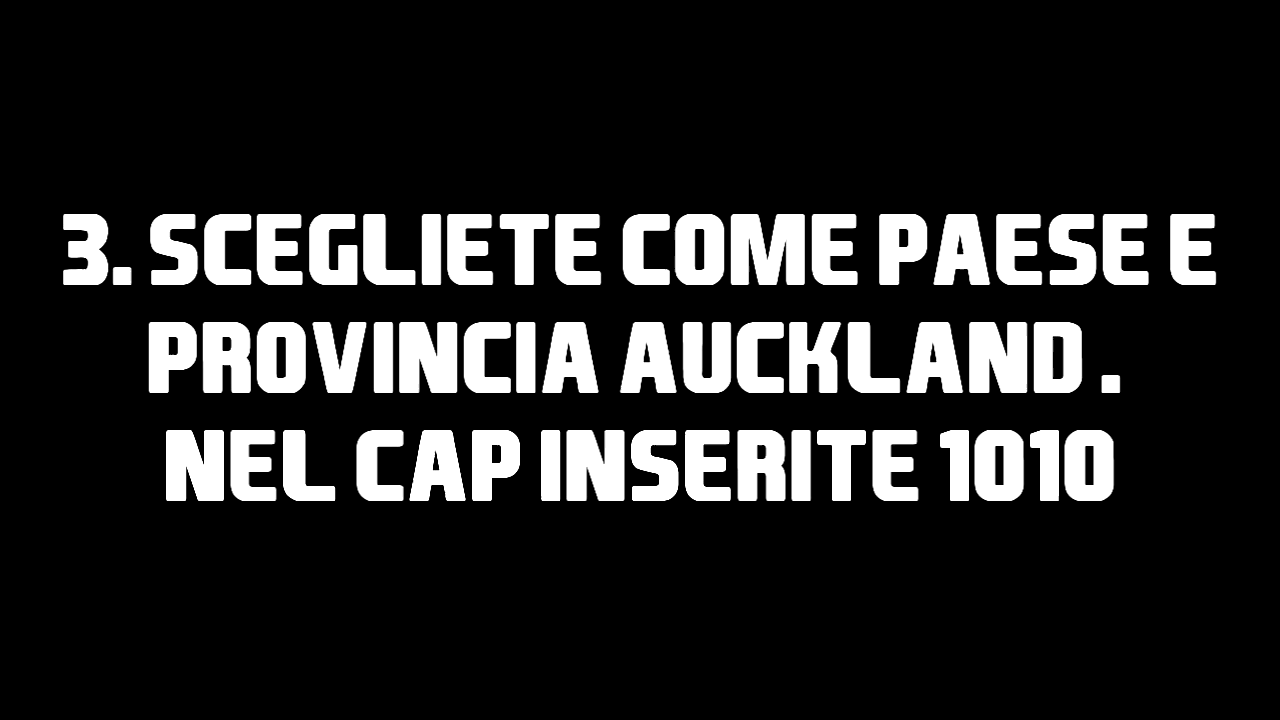 3. SCEGLIETE COME PAESE E
PROVINCIA AUCKLAND .
NEL CAP INSERITE 1010